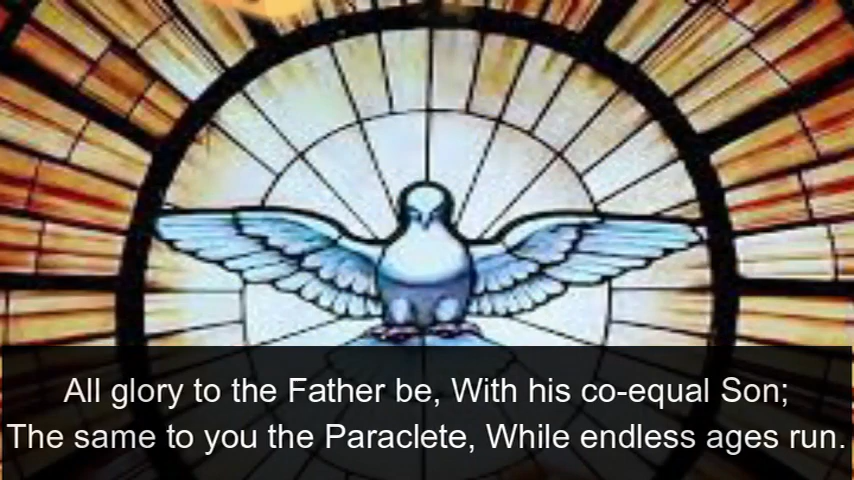 All glory to the Father be, With his co-equal Son;
The same to you the Paraclete, While endless ages run.